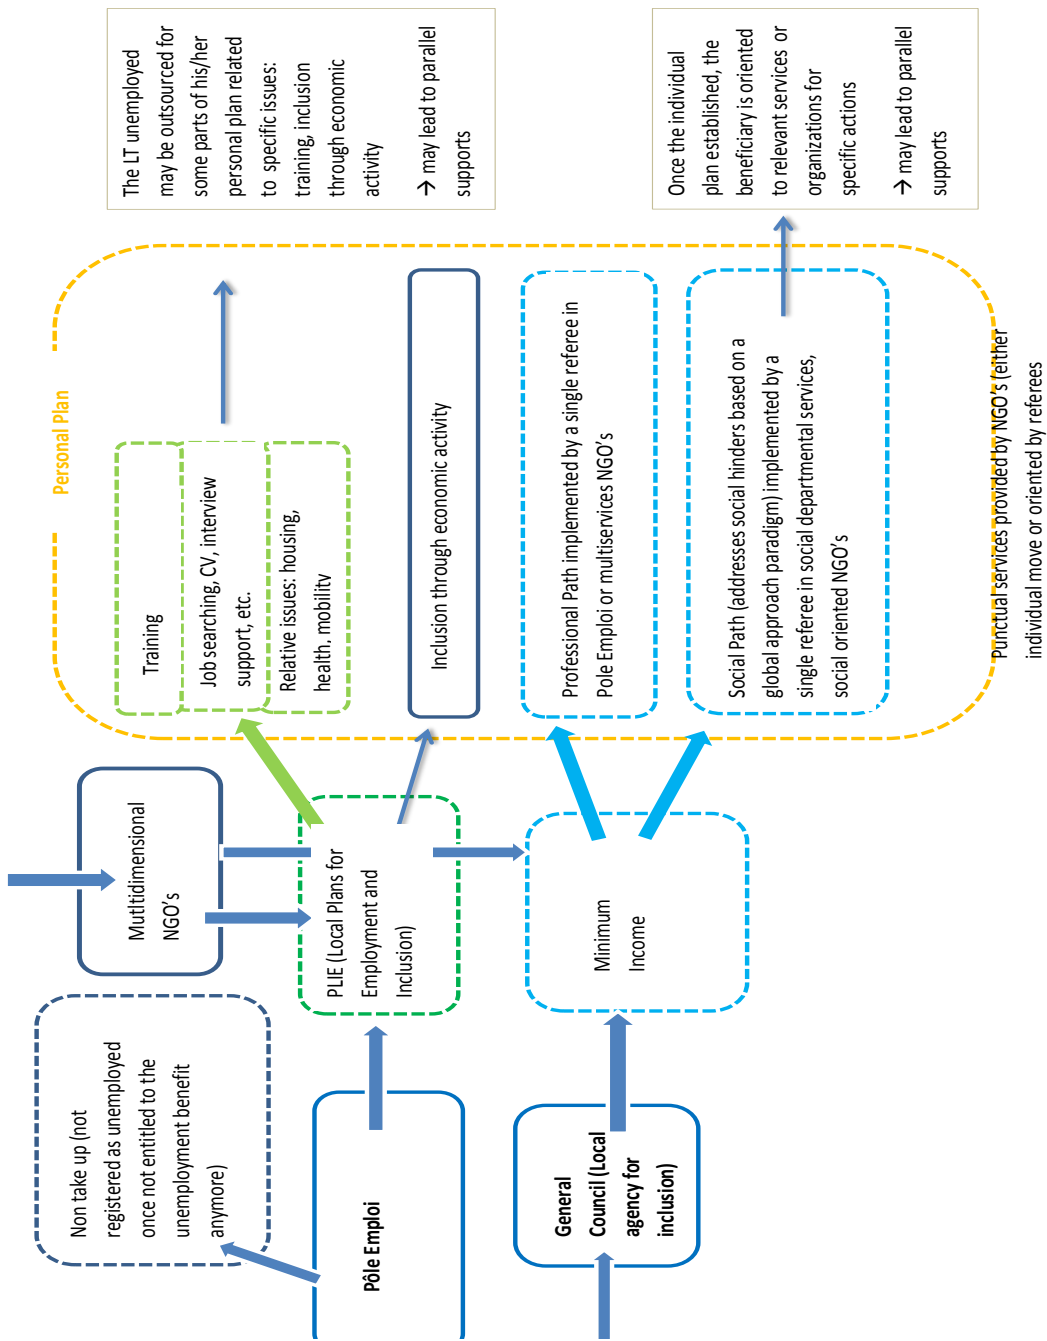 Non take up (not
registered as unemployed
once not entitled to the
unemployment benefit
anymore)
Pôle Emploi
General
Council (Local
agency for
inclusion)
Mutltidimensional
NGO's
PLIE (Local Plans for
Employment and
Inclusion)
Minimum
Income
Personal Plan
Training
Job searching, CV, interview
support, etc.
Relative issues: housing,
health, mobility
Inclusion through economic activity
Professional Path implemented by a single referee in
Pole Emploi or multiservices NGO's
Social Path (addresses social hinders based on a
global approach paradigm) implemented by a
single referee in social departmental services,
social oriented NGO's
Punctual services provided by NGO's (either
individual move or oriented by referees
The LT unemployed
may be outsourced for
some parts of his/her
personal plan related
to specific issues:
training, inclusion
through economic
activity
→ may lead to parallel
supports
Once the individual
plan established, the
beneficiary is oriented
to relevant services or
organizations for
specific actions
→ may lead to parallel
supports